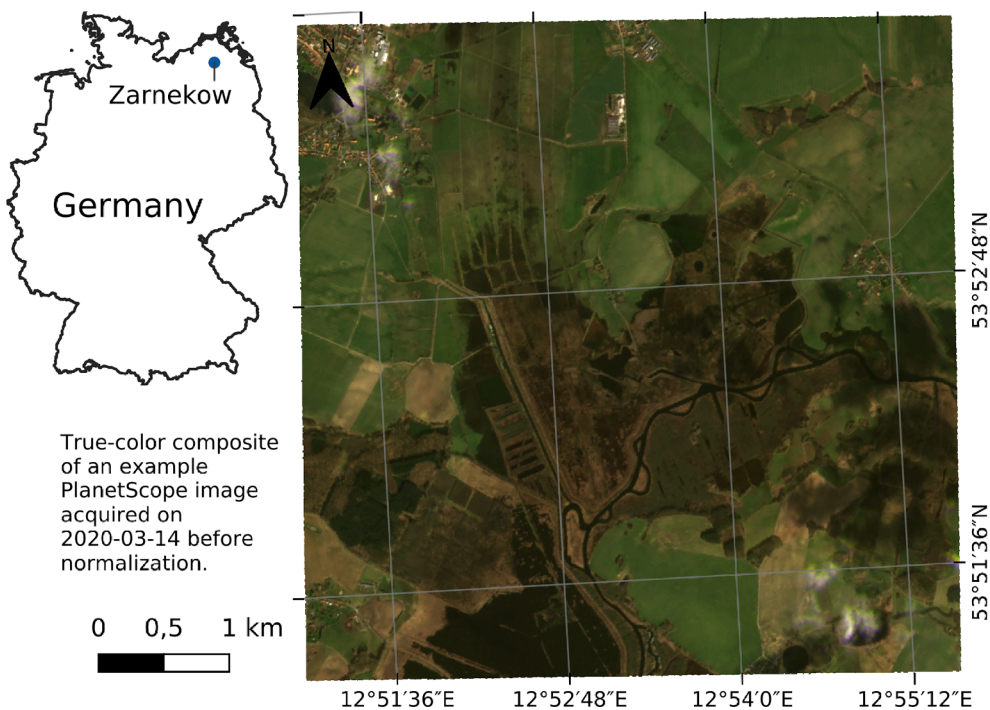 Zarnekow
Germany
N
True-color composite
of an example
PlanetScope image
acquired on
2020-03-14 before
normalization.
0 0,5 1 km
53°52′48″N
53°51′36″N
12°51′36″E 12°52′48″E 12°54′0″E 12°55′12″E